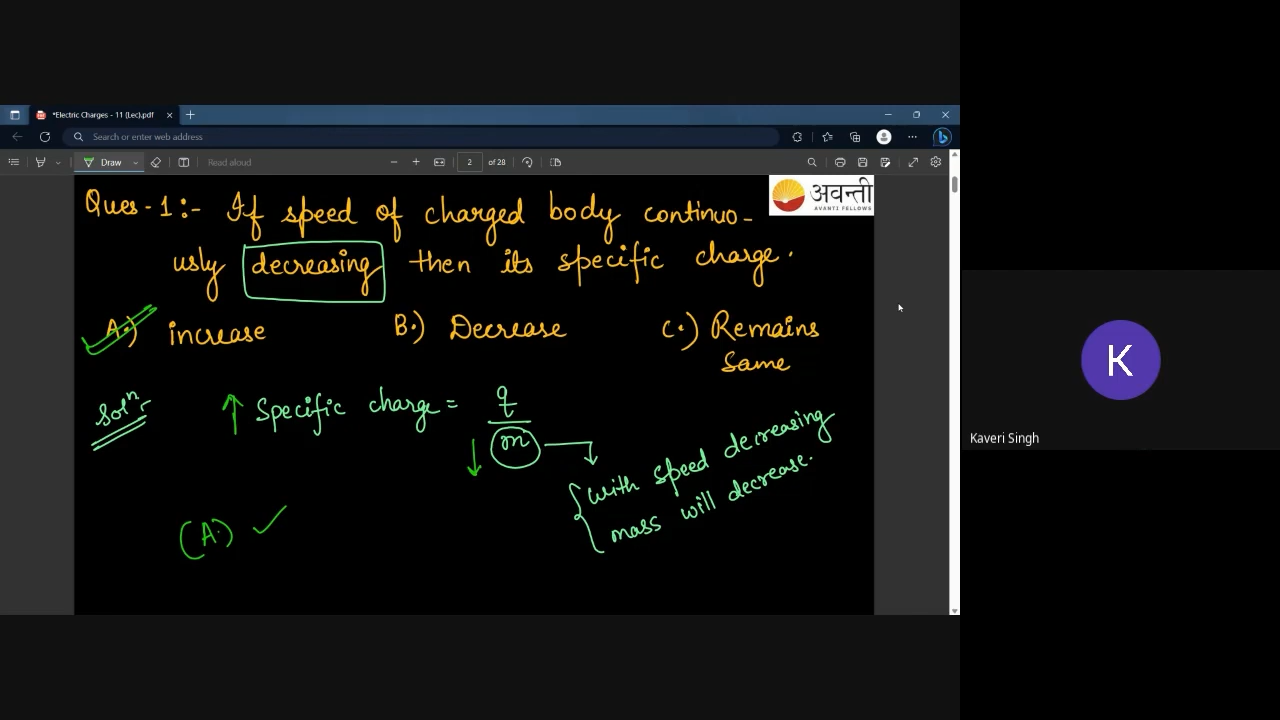 *Electric Charges - 11 (Lec).pdf
Search or enter web address
Draw
Read aloud
2 of 28
Ques-1:- If speed of charged body continuo-
usly decreasing then its specific charge.
अवन्ती
AVANTI FELLOWS
A.) increase B.) Decrease C.) Remains
Same
Solⁿ:-
↑ Specific charge = q
↓ m
with speed decreasing
mass will decrease.
(A.) ✓
K
Kaveri Singh